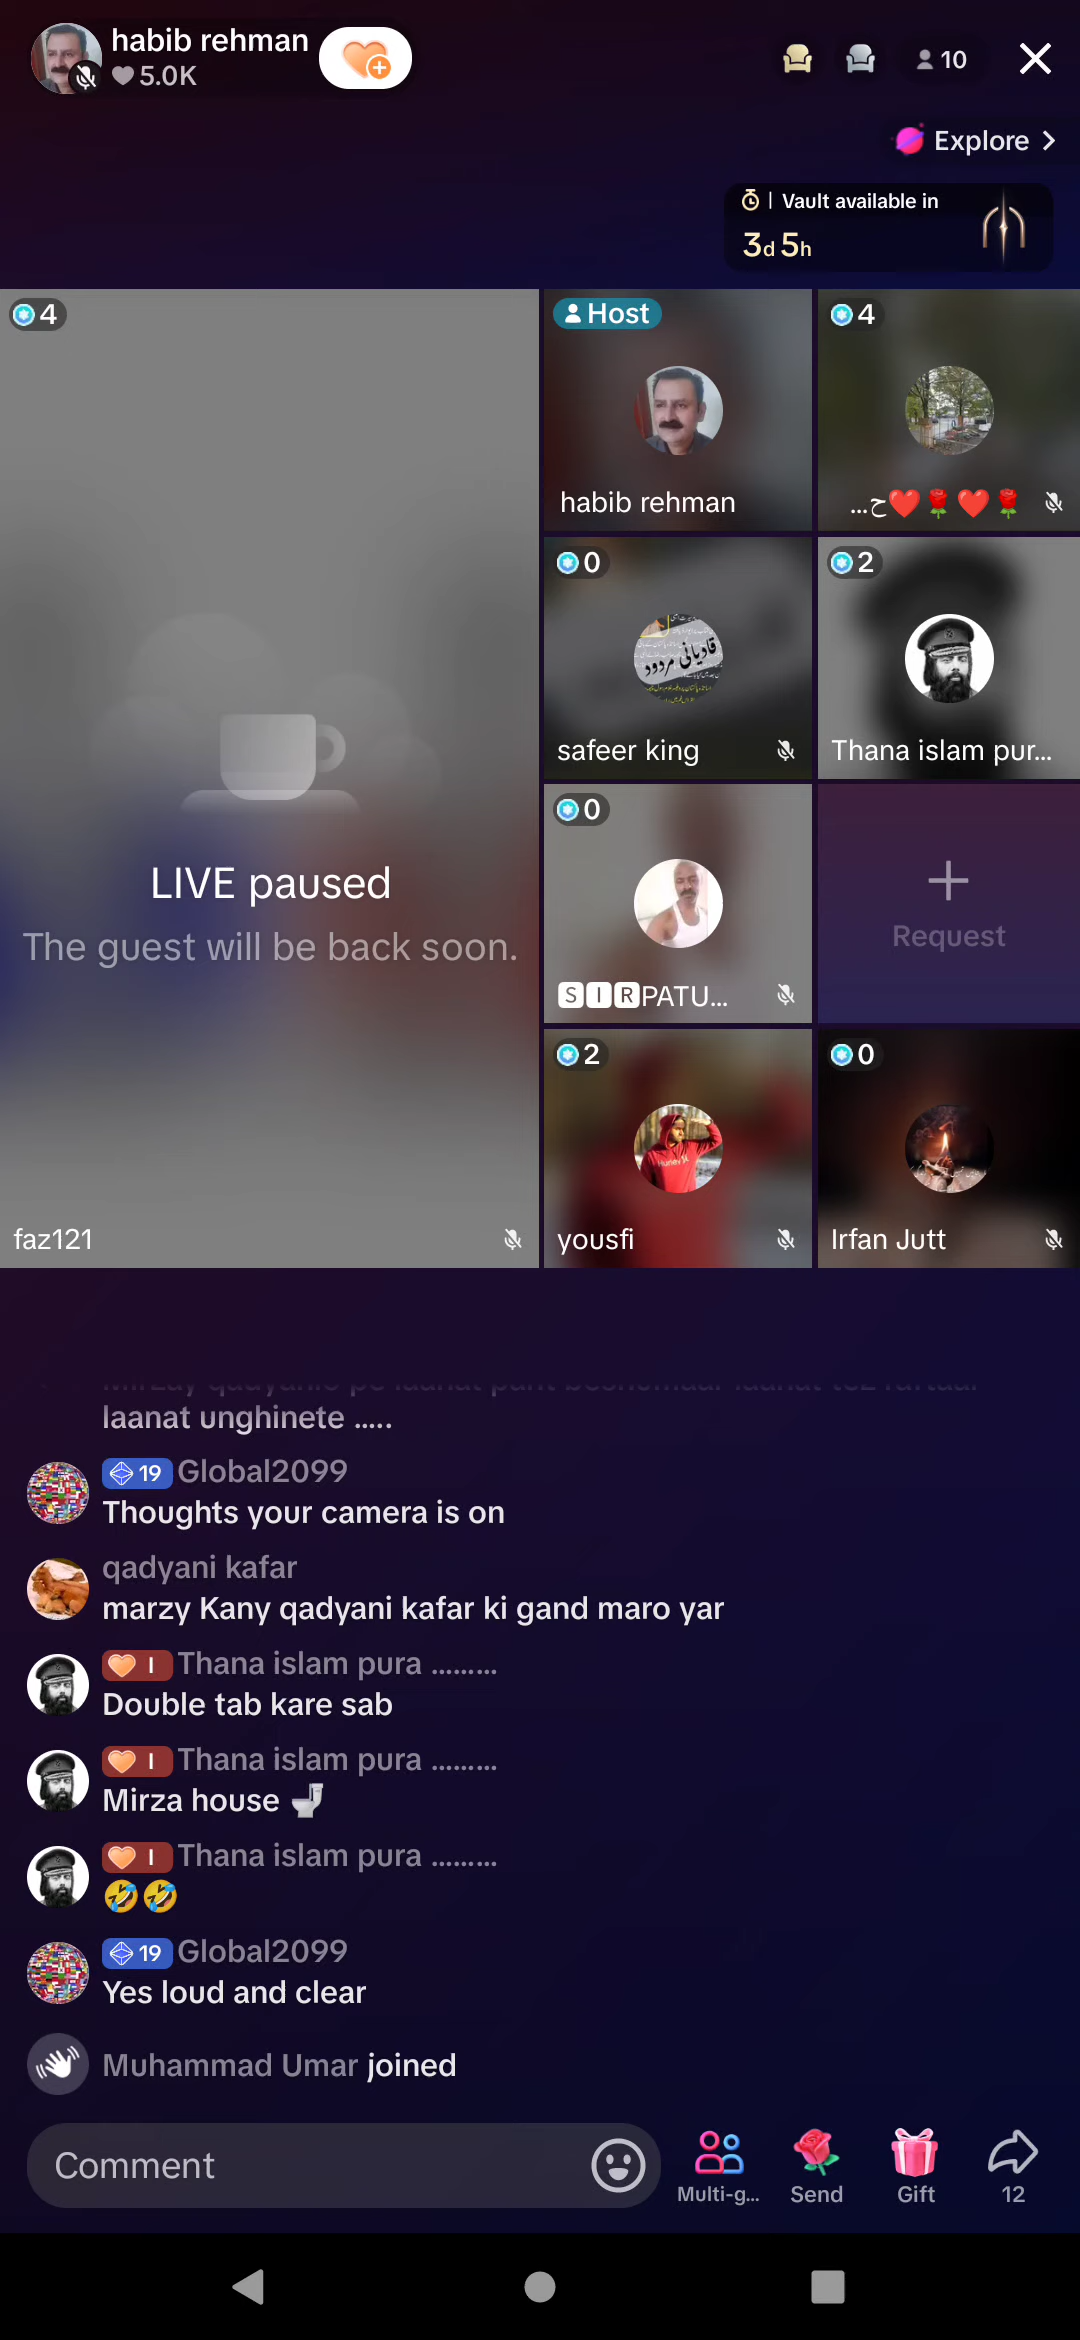 habib rehman
5.0K
10
Explore
Vault available in
3d 5h
4
Host
habib rehman
4
...ح❤️🌹❤️🌹
0
قادیانی مردود
safeer king
2
Thana islam pur...
LIVE paused
The guest will be back soon.
faz121
0
🆂🅸🆁PATU...
Request
2
yousfi
0
Irfan Jutt
laanat unghinete .....
19 Global2099
Thoughts your camera is on
qadyani kafar
marzy Kany qadyani kafar ki gand maro yar
I Thana islam pura .........
Double tab kare sab
I Thana islam pura .........
Mirza house 🚽
I Thana islam pura .........
🤣🤣
19 Global2099
Yes loud and clear
Muhammad Umar joined
Comment
Multi-g...
Send
Gift
12